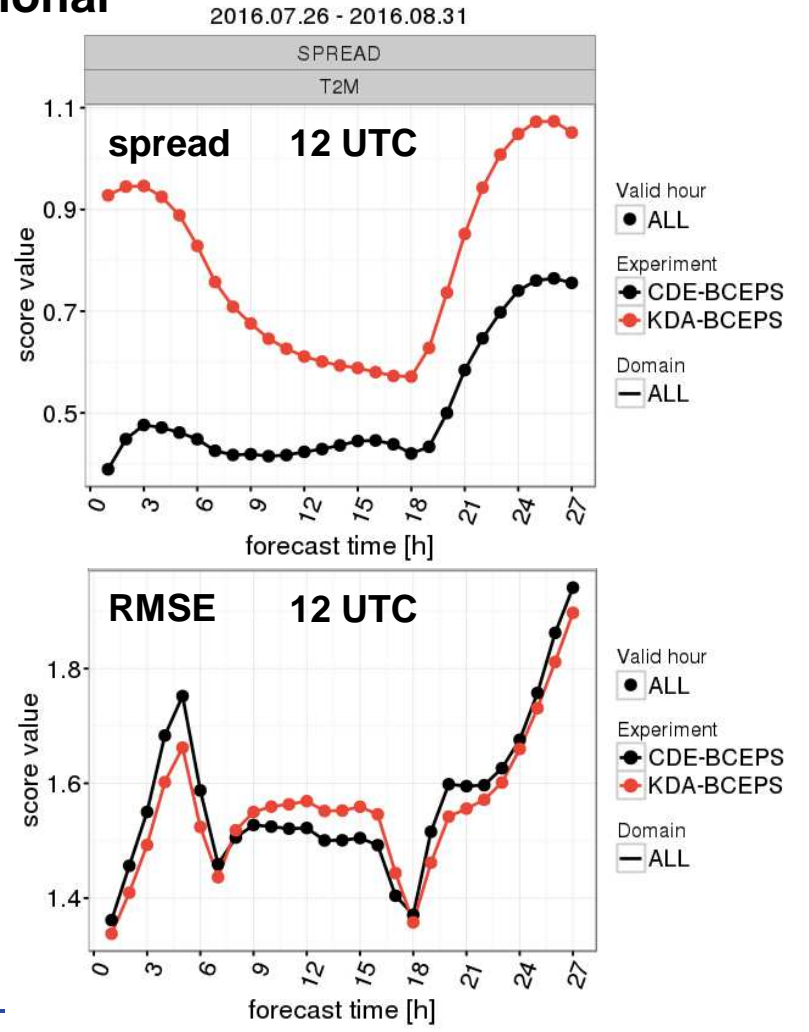 2016.07.26 - 2016.08.31
SPREAD
T2M
spread 12 UTC
score value
1.1
0.9
0.7
0.5
0 3 6 9 12 15 18 21 24 27
forecast time [h]
Valid hour
ALL
Experiment
CDE-BCEPS
KDA-BCEPS
Domain
ALL
RMSE 12 UTC
score value
1.8
1.6
1.4
0 3 6 9 12 15 18 21 24 27
forecast time [h]
Valid hour
ALL
Experiment
CDE-BCEPS
KDA-BCEPS
Domain
ALL